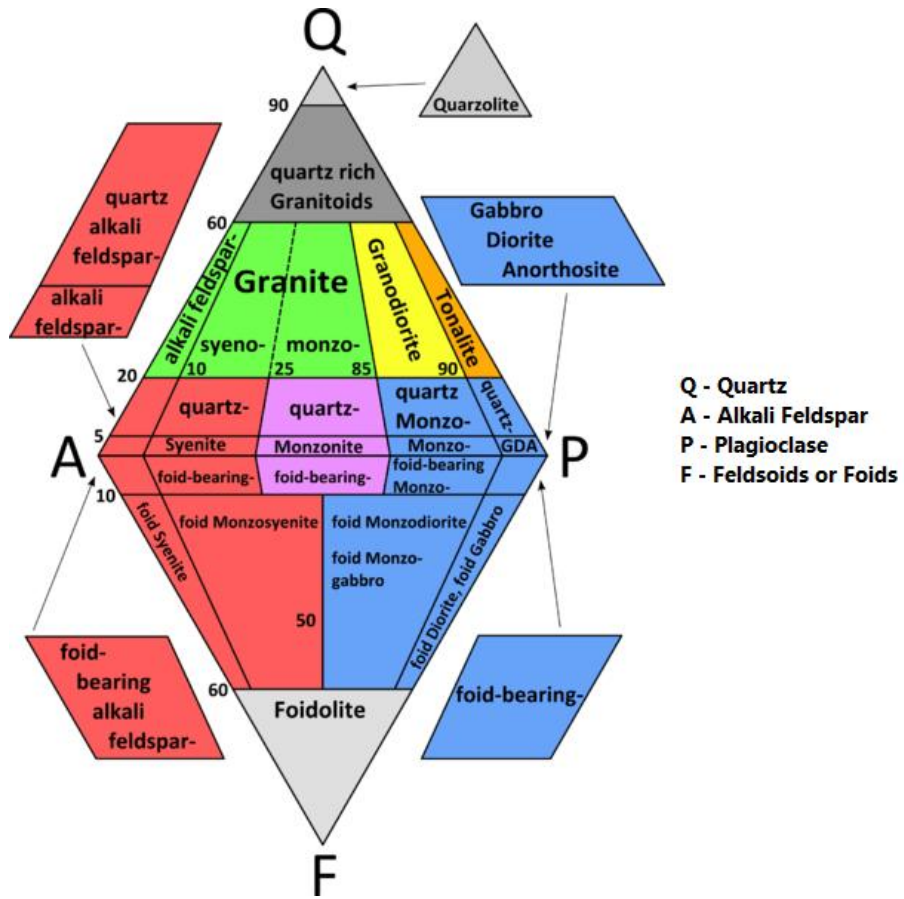 Q
Quarzolite
90
quartz rich
Granitoids
60
quartz
alkali
feldspar-
alkali
feldspar-
Gabbro
Diorite
Anorthosite
alkali feldspar-
Granite
Granodiorite
Tonalite
syeno-
monzo-
10
25
85
90
20
quartz-
quartz-
quartz
Monzo-
quartz-
5
Syenite
Monzonite
Monzo-
GDA
A
P
foid-bearing-
foid-bearing-
foid-bearing
Monzo-
10
foid Syenite
foid Monzosyenite
foid Monzodiorite
foid Monzo-
gabbro
foid Diorite, foid Gabbro
50
60
Foidolite
foid-
bearing
alkali
feldspar-
foid-bearing-
F
Q - Quartz
A - Alkali Feldspar
P - Plagioclase
F - Feldsoids or Foids